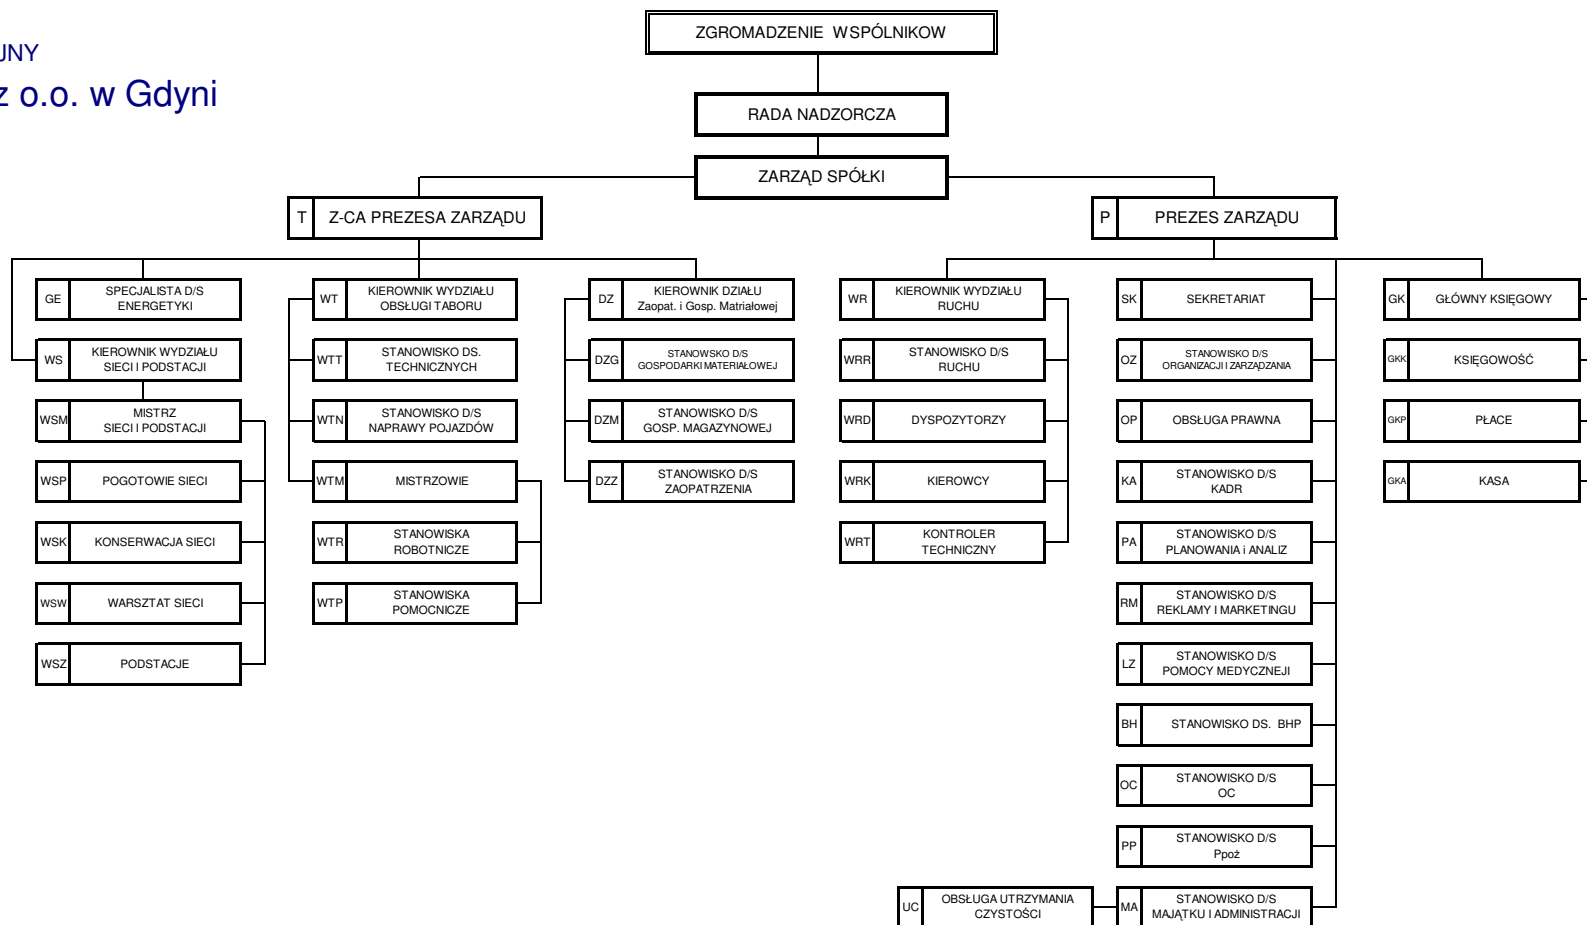 ZGROMADZENIE WSPÓLNIKOW
JNY
z o.o. w Gdyni
RADA NADZORCZA
ZARZĄD SPÓŁKI
T
Z-CA PREZESA ZARZĄDU
P
PREZES ZARZĄDU
GE
SPECJALISTA D/S
ENERGETYKI
WS
KIEROWNIK WYDZIAŁU
SIECI I PODSTACJI
WSM
MISTRZ
SIECI I PODSTACJI
WSP
POGOTOWIE SIECI
WSK
KONSERWACJA SIECI
WSW
WARSZTAT SIECI
WSZ
PODSTACJE
WT
KIEROWNIK WYDZIAŁU
OBSŁUGI TABORU
WTT
STANOWISKO DS.
TECHNICZNYCH
WTN
STANOWISKO D/S
NAPRAWY POJAZDÓW
WTM
MISTRZOWIE
WTR
STANOWISKA
ROBOTNICZE
WTP
STANOWISKA
POMOCNICZE
DZ
KIEROWNIK DZIAŁU
Zaopat. i Gosp. Matriałowej
DZG
STANOWSKO D/S
GOSPODARKI MATERIAŁOWEJ
DZM
STANOWISKO D/S
GOSP. MAGAZYNOWEJ
DZZ
STANOWISKO D/S
ZAOPATRZENIA
WR
KIEROWNIK WYDZIAŁU
RUCHU
WRR
STANOWISKO D/S
RUCHU
WRD
DYSPOZYTORZY
WRK
KIEROWCY
WRT
KONTROLER
TECHNICZNY
SK
SEKRETARIAT
OZ
STANOWISKO D/S
ORGANIZACJI I ZARZĄDZANIA
OP
OBSŁUGA PRAWNA
KA
STANOWISKO D/S
KADR
PA
STANOWISKO D/S
PLANOWANIA i ANALIZ
RM
STANOWISKO D/S
REKLAMY I MARKETINGU
LZ
STANOWISKO D/S
POMOCY MEDYCZNEJI
BH
STANOWISKO DS. BHP
OC
STANOWISKO D/S
OC
PP
STANOWISKO D/S
Ppoż
UC
OBSŁUGA UTRZYMANIA
CZYSTOŚCI
MA
STANOWISKO D/S
MAJĄTKU I ADMINISTRACJI
GK
GŁÓWNY KSIĘGOWY
GKK
KSIĘGOWOŚĆ
GKP
PŁACE
GKA
KASA